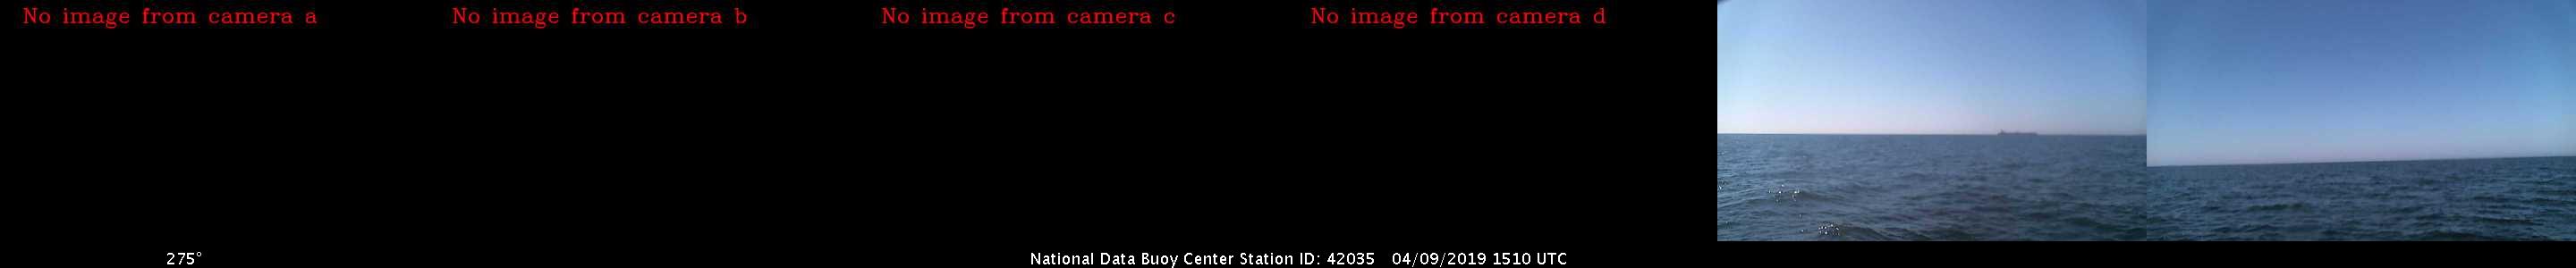 No image from camera a
No image from camera b
No image from camera c
No image from camera d
275°
National Data Buoy Center Station ID: 42035 04/09/2019 1510 UTC